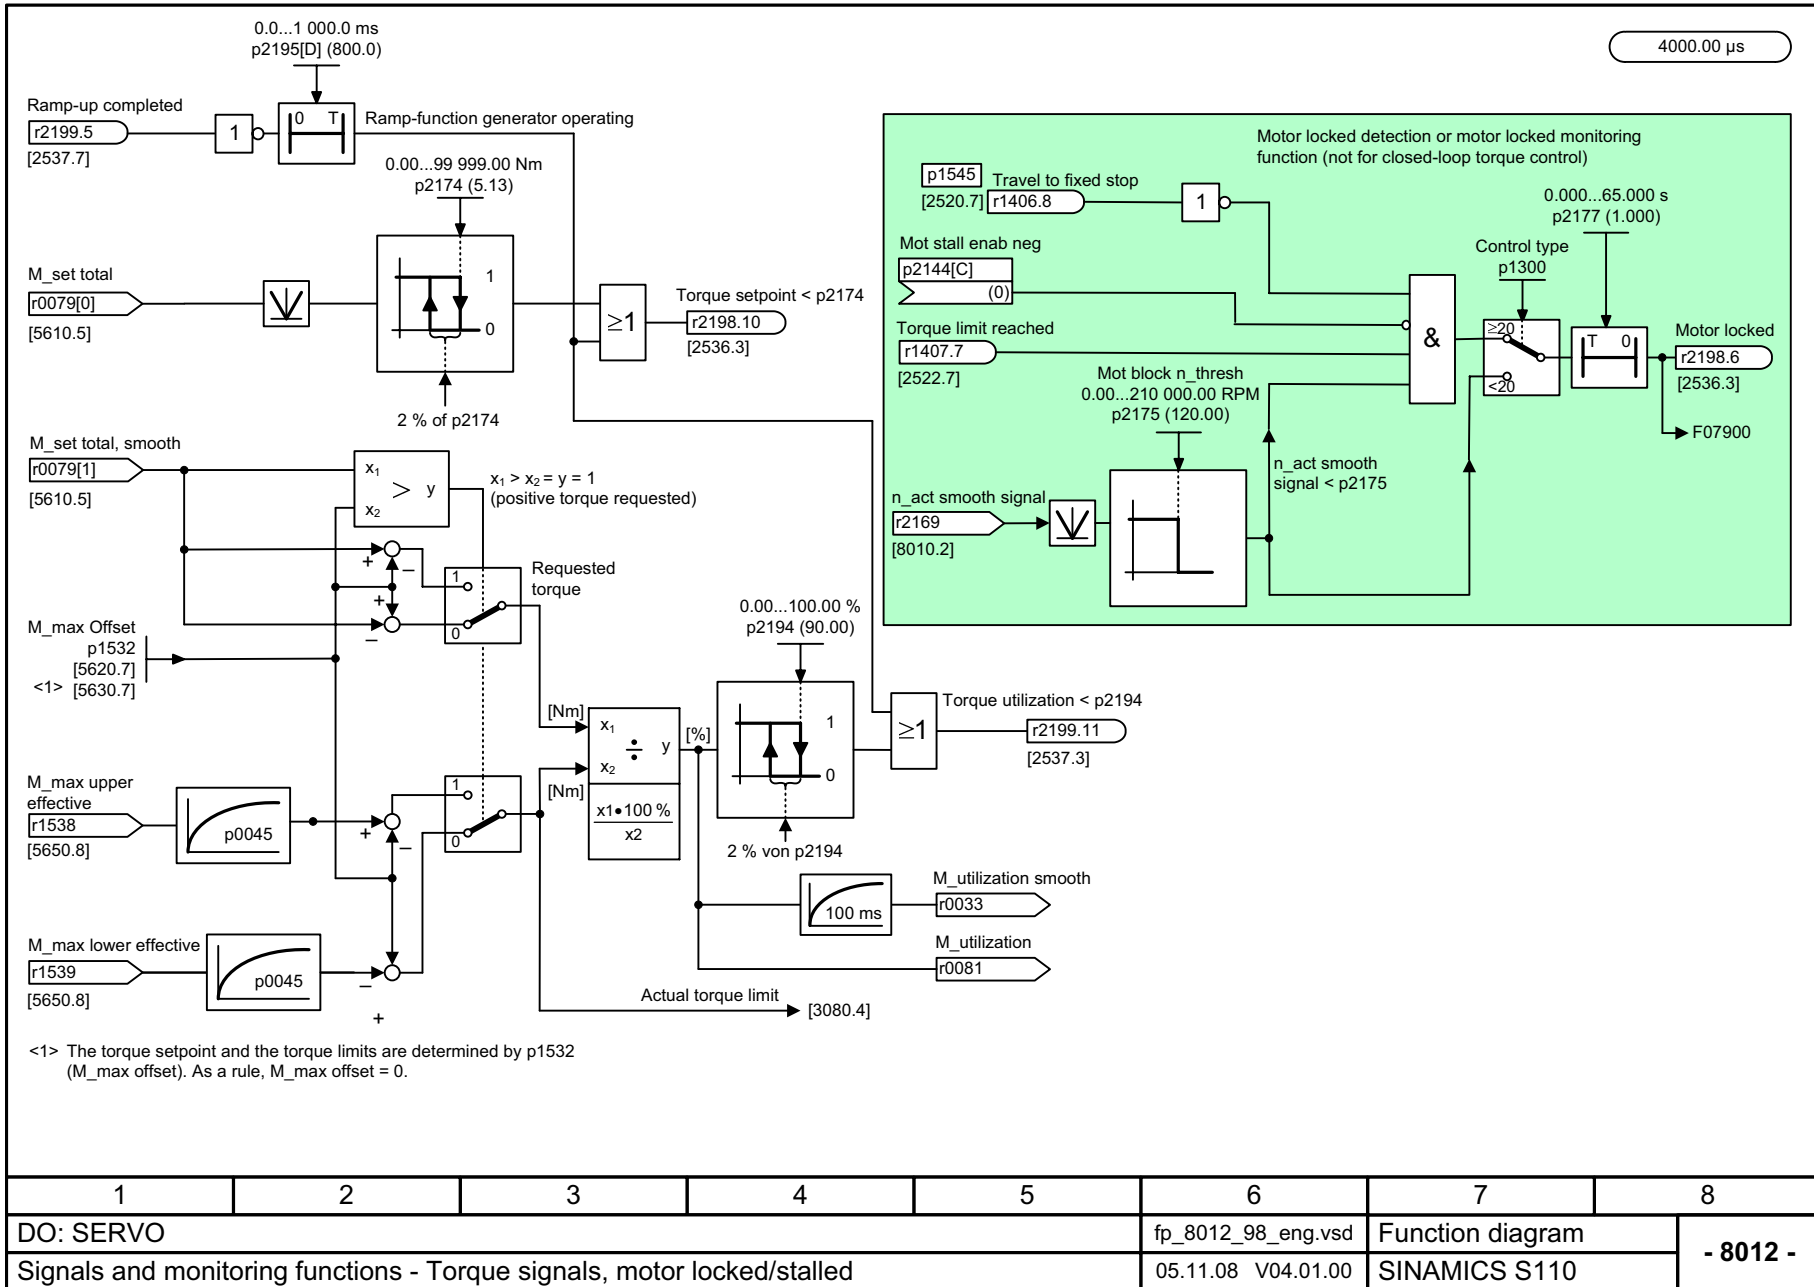 0.0...1 000.0 ms
p2195[D] (800.0)
4000.00 µs
Ramp-up completed
r2199.5
[2537.7]
1
0 T
Ramp-function generator operating
0.00...99 999.00 Nm
p2174 (5.13)
M_set total
r0079[0]
[5610.5]
1
0
2 % of p2174
≥1
Torque setpoint < p2174
r2198.10
[2536.3]
Motor locked detection or motor locked monitoring
function (not for closed-loop torque control)
p1545
[2520.7]
Travel to fixed stop
r1406.8
1
0.000...65.000 s
p2177 (1.000)
Mot stall enab neg
p2144[C]
(0)
Control type
p1300
Torque limit reached
r1407.7
[2522.7]
&
≥20
<20
T 0
Motor locked
r2198.6
[2536.3]
F07900
Mot block n_thresh
0.00...210 000.00 RPM
p2175 (120.00)
n_act smooth
signal < p2175
n_act smooth signal
r2169
[8010.2]
M_set total, smooth
r0079[1]
[5610.5]
x1
> y
x2
x1 > x2 = y = 1
(positive torque requested)
+
–
+
–
1
0
Requested
torque
M_max Offset
p1532
[5620.7]
<1> [5630.7]
0.00...100.00 %
p2194 (90.00)
[Nm]
x1
÷ y
x2
[Nm]
x1•100 %
x2
[%]
1
0
2 % von p2194
≥1
Torque utilization < p2194
r2199.11
[2537.3]
M_max upper
effective
r1538
[5650.8]
p0045
+
–
1
0
M_max lower effective
r1539
[5650.8]
p0045
–
+
100 ms
M_utilization smooth
r0033
M_utilization
r0081
Actual torque limit
[3080.4]
<1> The torque setpoint and the torque limits are determined by p1532
(M_max offset). As a rule, M_max offset = 0.
1 2 3 4 5 6 7 8
DO: SERVO
fp_8012_98_eng.vsd
Function diagram
- 8012 -
Signals and monitoring functions - Torque signals, motor locked/stalled
05.11.08 V04.01.00
SINAMICS S110